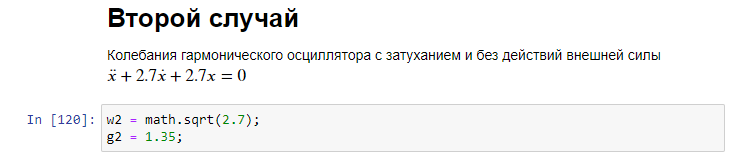 Второй случай
Колебания гармонического осциллятора с затуханием и без действий внешней силы
ẍ + 2.7ẋ + 2.7x = 0
In [120]: w2 = math.sqrt(2.7);
g2 = 1.35;